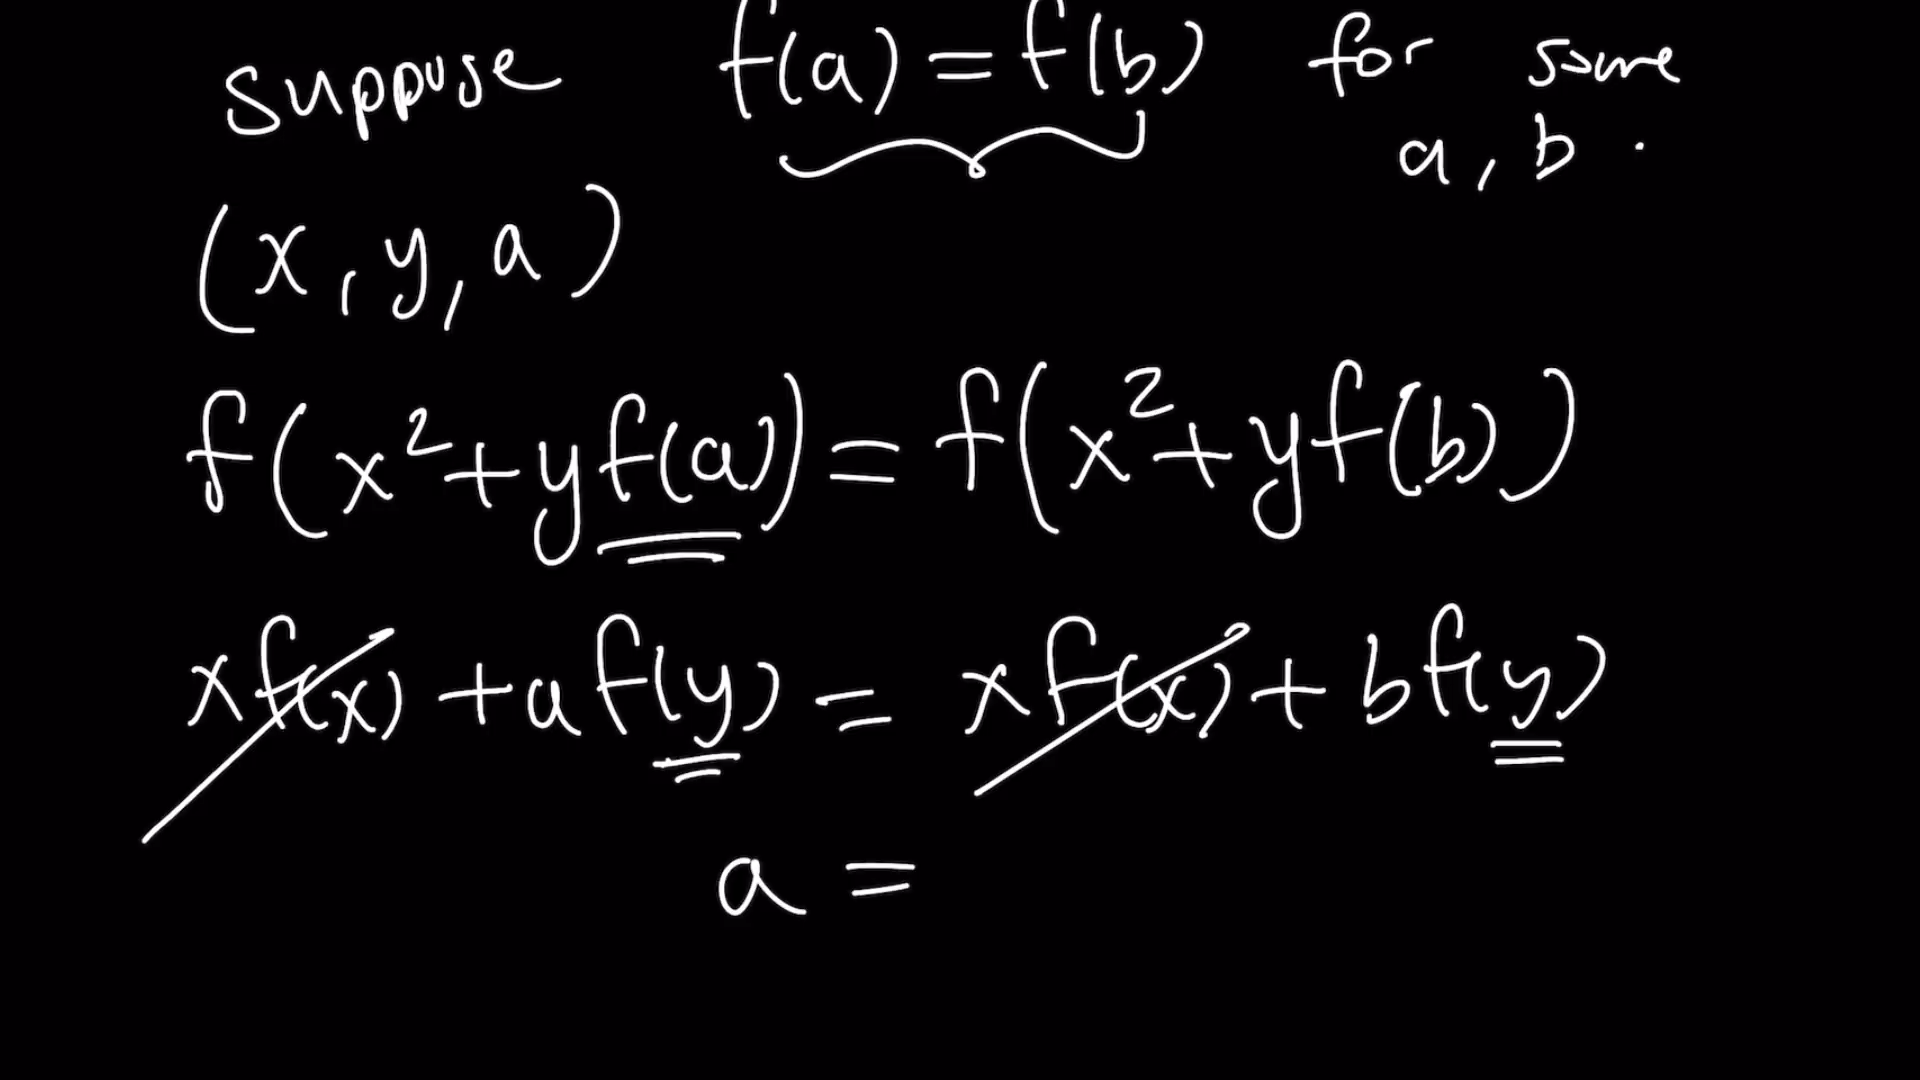 suppose f(a) = f(b) for some
a, b.
(x, y, a)
f(x²+yf(a)) = f(x²+yf(b))
xf(x) + af(y) = xf(x) + bf(y)
a =